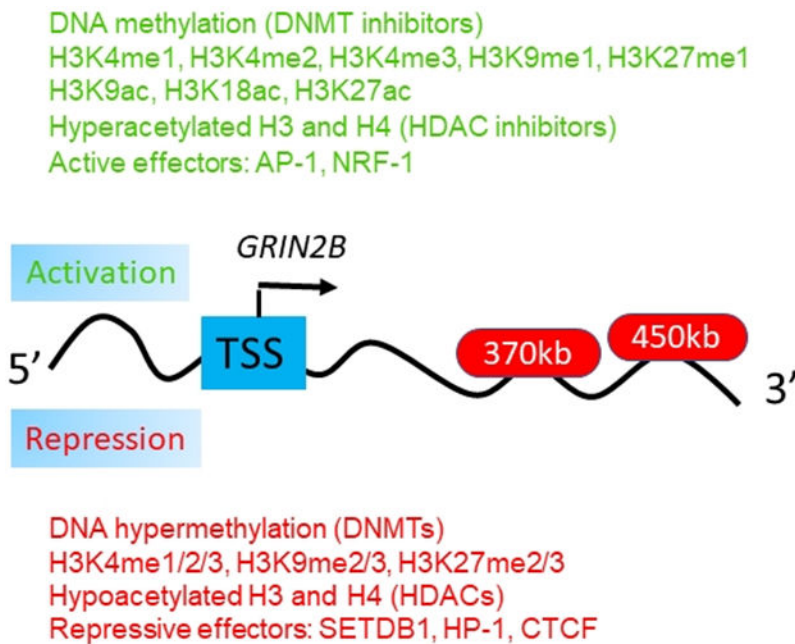 DNA methylation (DNMT inhibitors)
H3K4me1, H3K4me2, H3K4me3, H3K9me1, H3K27me1
H3K9ac, H3K18ac, H3K27ac
Hyperacetylated H3 and H4 (HDAC inhibitors)
Active effectors: AP-1, NRF-1
GRIN2B
Activation
5’
TSS
370kb
450kb
3’
Repression
DNA hypermethylation (DNMTs)
H3K4me1/2/3, H3K9me2/3, H3K27me2/3
Hypoacetylated H3 and H4 (HDACs)
Repressive effectors: SETDB1, HP-1, CTCF